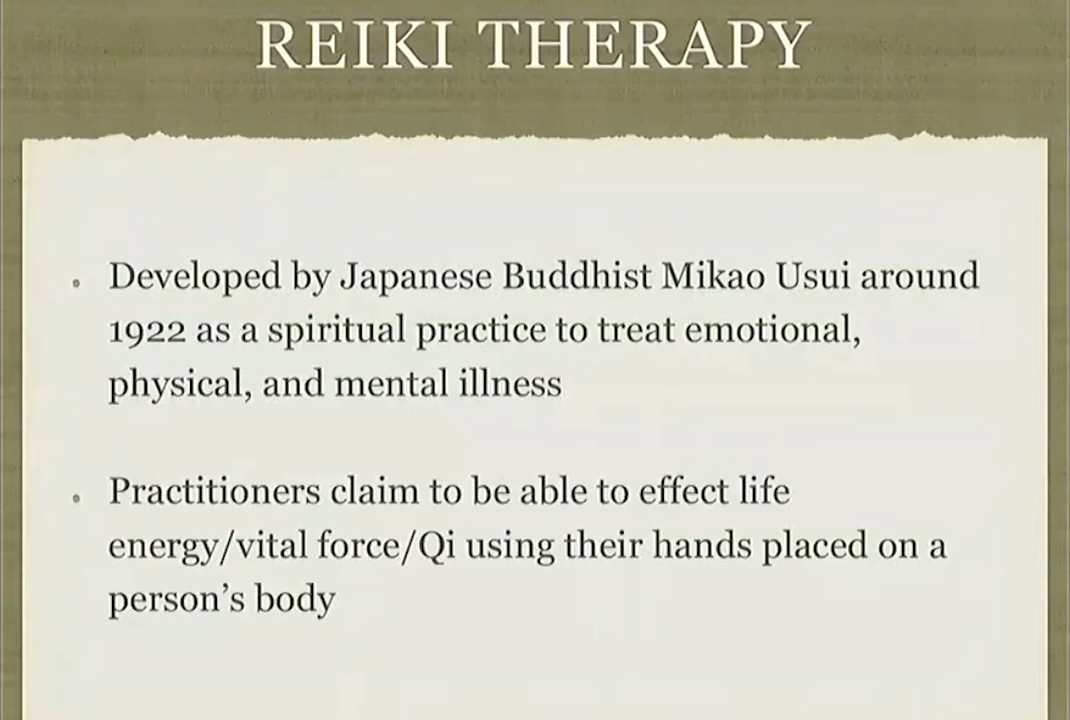 REIKI THERAPY
• Developed by Japanese Buddhist Mikao Usui around
1922 as a spiritual practice to treat emotional,
physical, and mental illness
• Practitioners claim to be able to effect life
energy/vital force/Qi using their hands placed on a
person’s body